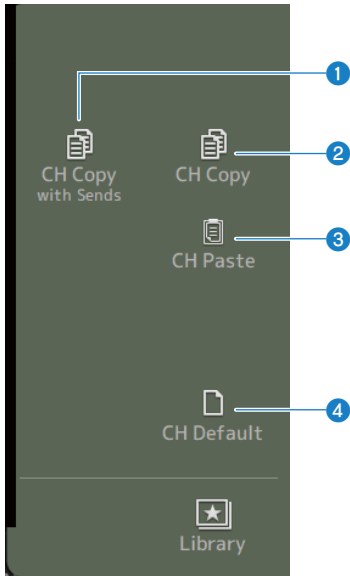 1
CH Copy
with Sends
2
CH Copy
3
CH Paste
4
CH Default
Library